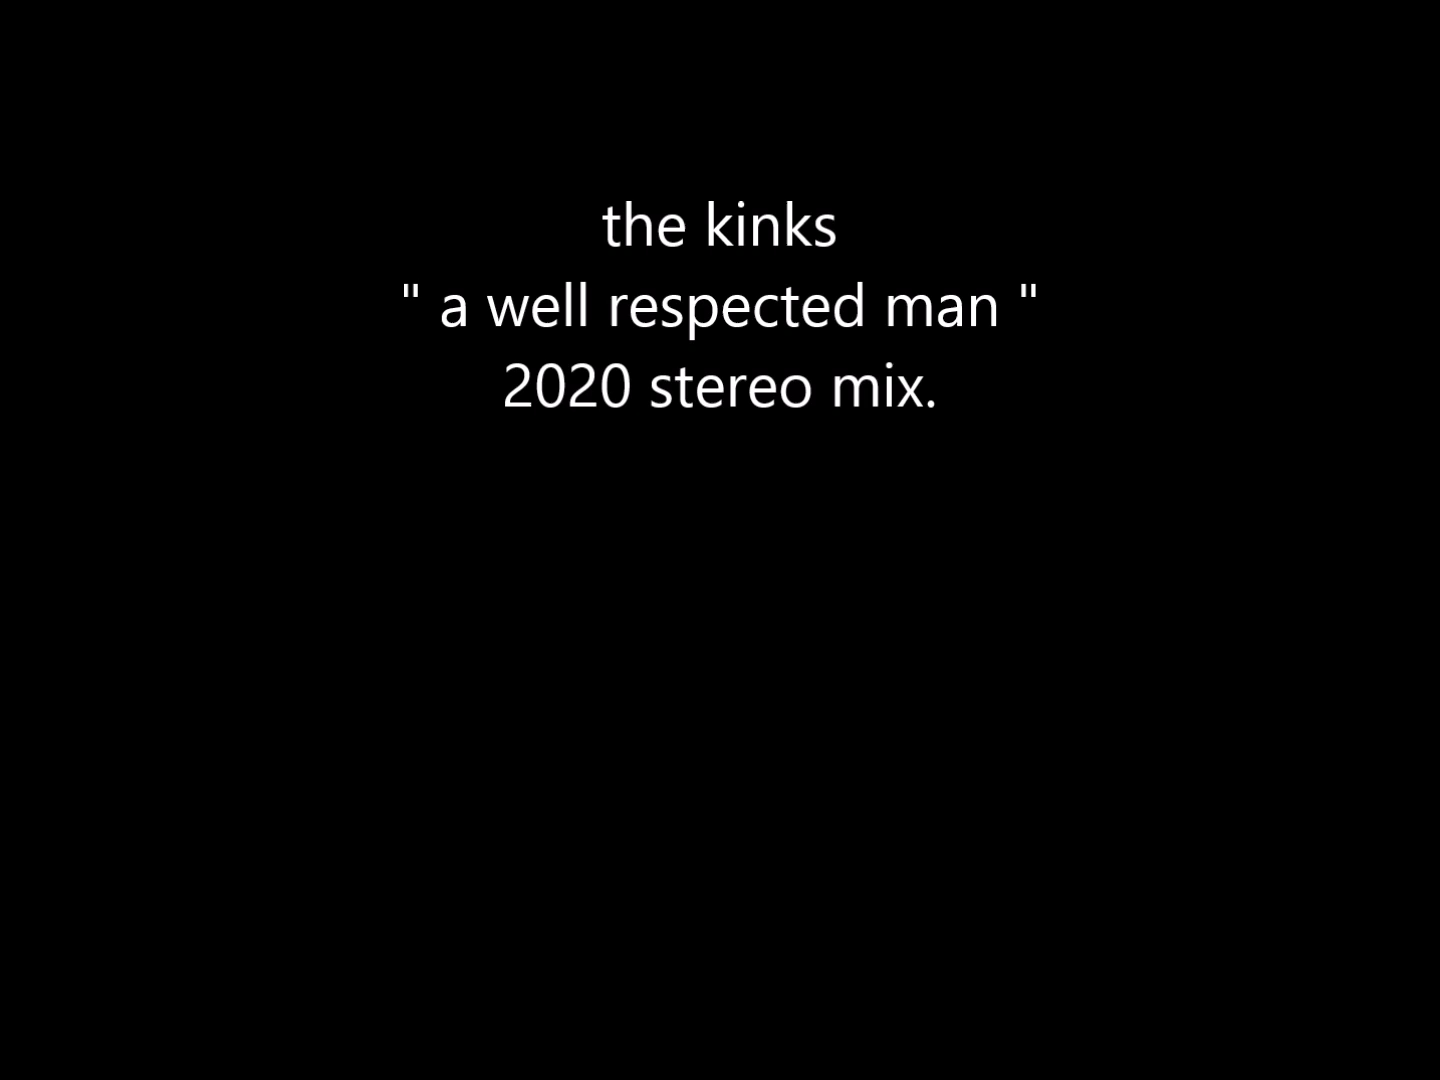 the kinks
" a well respected man "
2020 stereo mix.